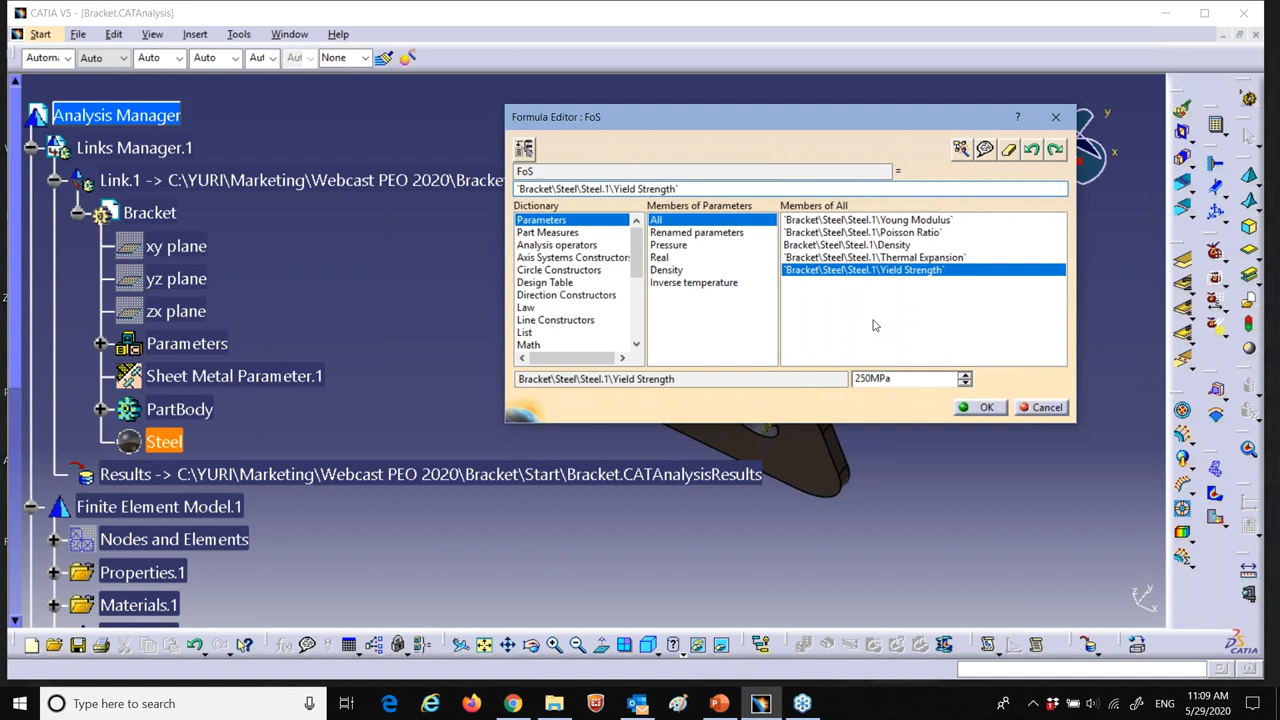 CATIA V5 - [Bracket.CATAnalysis]
Start File Edit View Insert Tools Window Help
Autom Auto Auto Auto Aut Aut None
Analysis Manager
Links Manager.1
Link.1 -> C:\YURI\Marketing\Webcast PEO 2020\Bracke
Bracket
xy plane
yz plane
zx plane
Parameters
Sheet Metal Parameter.1
PartBody
Steel
Results -> C:\YURI\Marketing\Webcast PEO 2020\Bracket\Start\Bracket.CATAnalysisResults
Finite Element Model.1
Nodes and Elements
Properties.1
Materials.1
Formula Editor : FoS
?
FoS =
`Bracket\Steel\Steel.1\Yield Strength`
Dictionary Members of Parameters Members of All
Parameters
Part Measures
Analysis operators
Axis Systems Constructor
Circle Constructors
Design Table
Direction Constructors
Law
Line Constructors
List
Math
All
Renamed parameters
Pressure
Real
Density
Inverse temperature
`Bracket\Steel\Steel.1\Young Modulus`
`Bracket\Steel\Steel.1\Poisson Ratio`
Bracket\Steel\Steel.1\Density
`Bracket\Steel\Steel.1\Thermal Expansion`
`Bracket\Steel\Steel.1\Yield Strength`
Bracket\Steel\Steel.1\Yield Strength 250MPa
OK Cancel
y
x
z y
x
CATIA
Type here to search
ENG
11:09 AM
5/29/2020